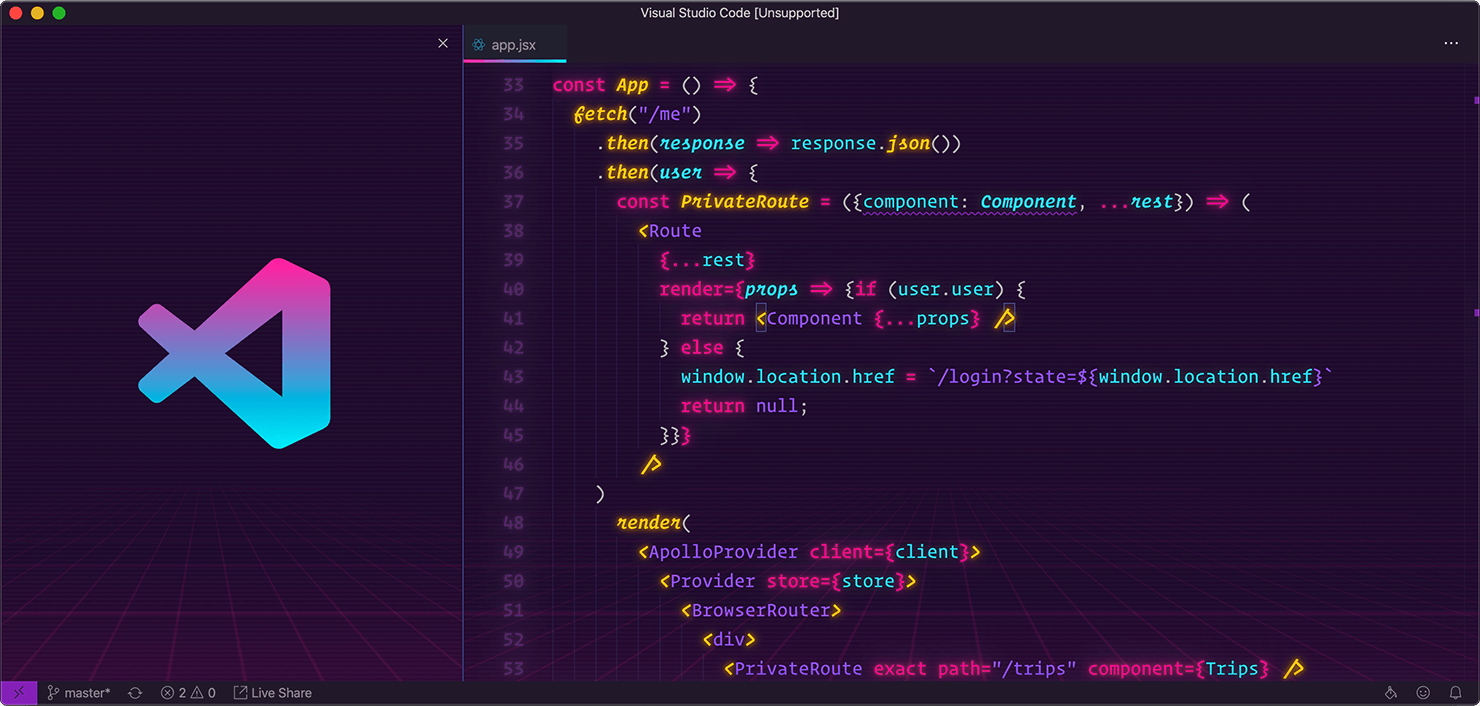 Visual Studio Code [Unsupported]
app.jsx
33 const App = () => {
34 fetch("/me")
35 .then(response => response.json())
36 .then(user => {
37 const PrivateRoute = ({component: Component, ...rest}) => (
38 <Route
39 {...rest}
40 render={props => {if (user.user) {
41 return <Component {...props} />
42 } else {
43 window.location.href = `/login?state=${window.location.href}`
44 return null;
45 }}}
46 />
47 )
48 render(
49 <ApolloProvider client={client}>
50 <Provider store={store}>
51 <BrowserRouter>
52 <div>
53 <PrivateRoute exact path="/trips" component={Trips} />
master* 2 0 Live Share